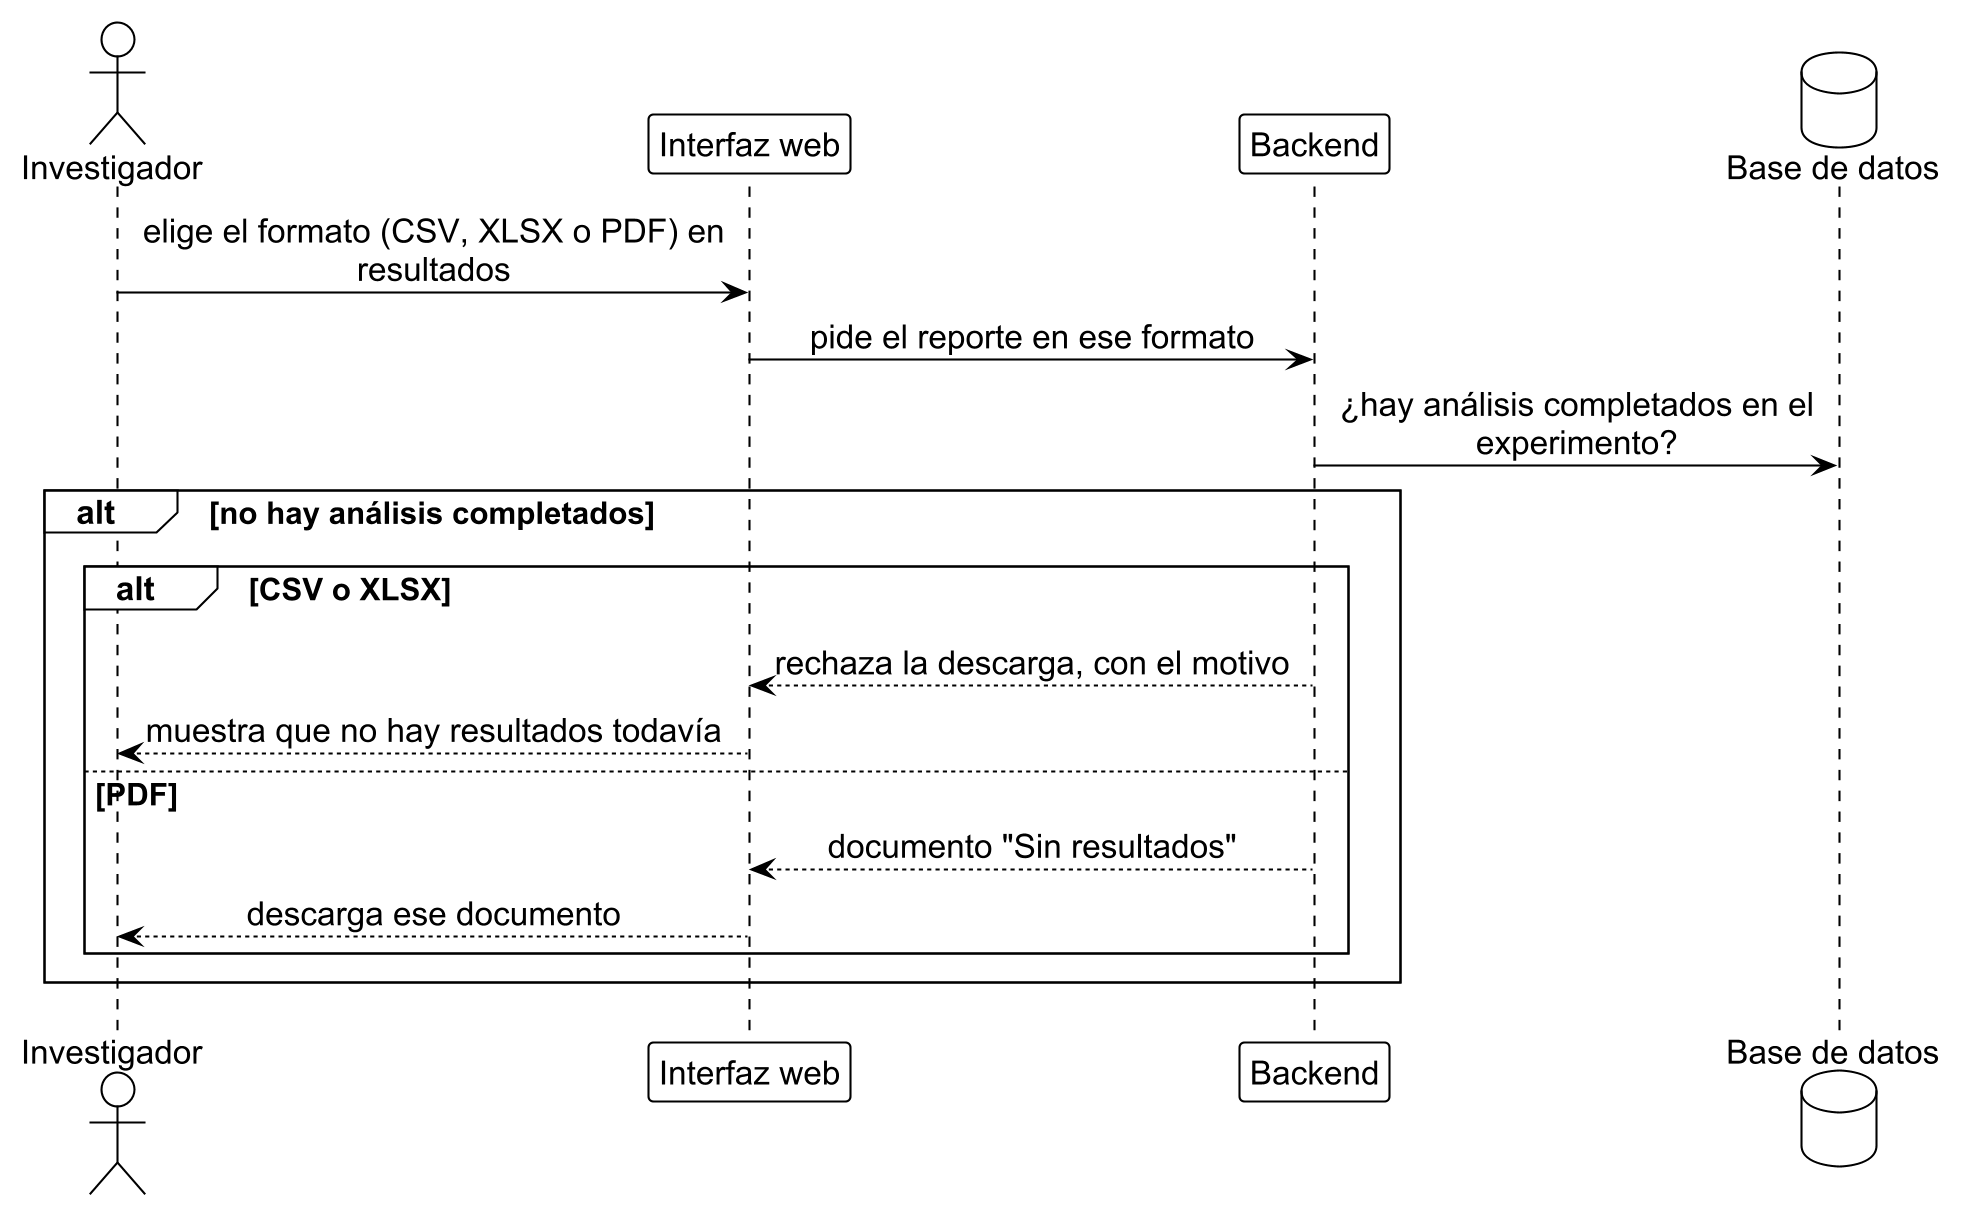 Investigador
Interfaz web
Backend
Base de datos
elige el formato (CSV, XLSX o PDF) en
resultados
pide el reporte en ese formato
¿hay análisis completados en el
experimento?
alt [no hay análisis completados]
alt [CSV o XLSX]
rechaza la descarga, con el motivo
muestra que no hay resultados todavía
[PDF]
documento "Sin resultados"
descarga ese documento
Investigador
Interfaz web
Backend
Base de datos